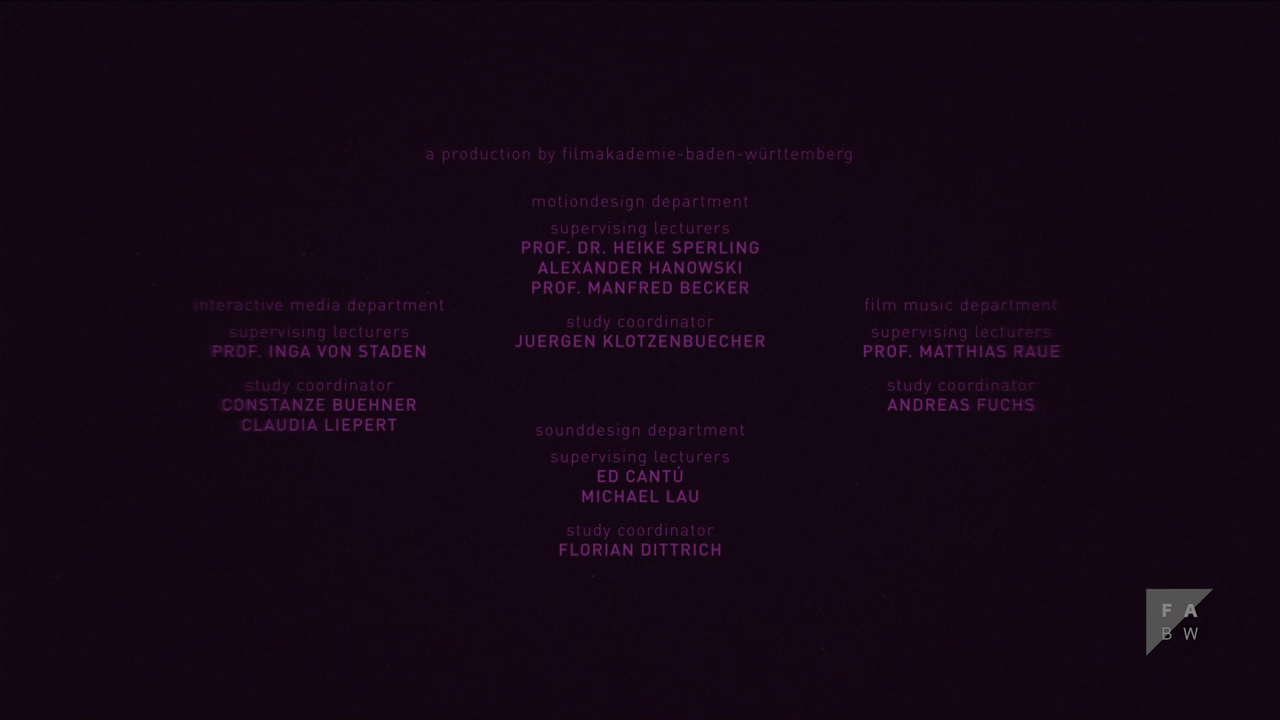 a production by filmakademie-baden-württemberg
motiondesign department
supervising lecturers
PROF. DR. HEIKE SPERLING
ALEXANDER HANOWSKI
PROF. MANFRED BECKER
study coordinator
JUERGEN KLOTZENBUECHER
interactive media department
supervising lecturers
PROF. INGA VON STADEN
study coordinator
CONSTANZE BUEHNER
CLAUDIA LIEPERT
film music department
supervising lecturers
PROF. MATTHIAS RAUE
study coordinator
ANDREAS FUCHS
sounddesign department
supervising lecturers
ED CANTÚ
MICHAEL LAU
study coordinator
FLORIAN DITTRICH
F A
B W